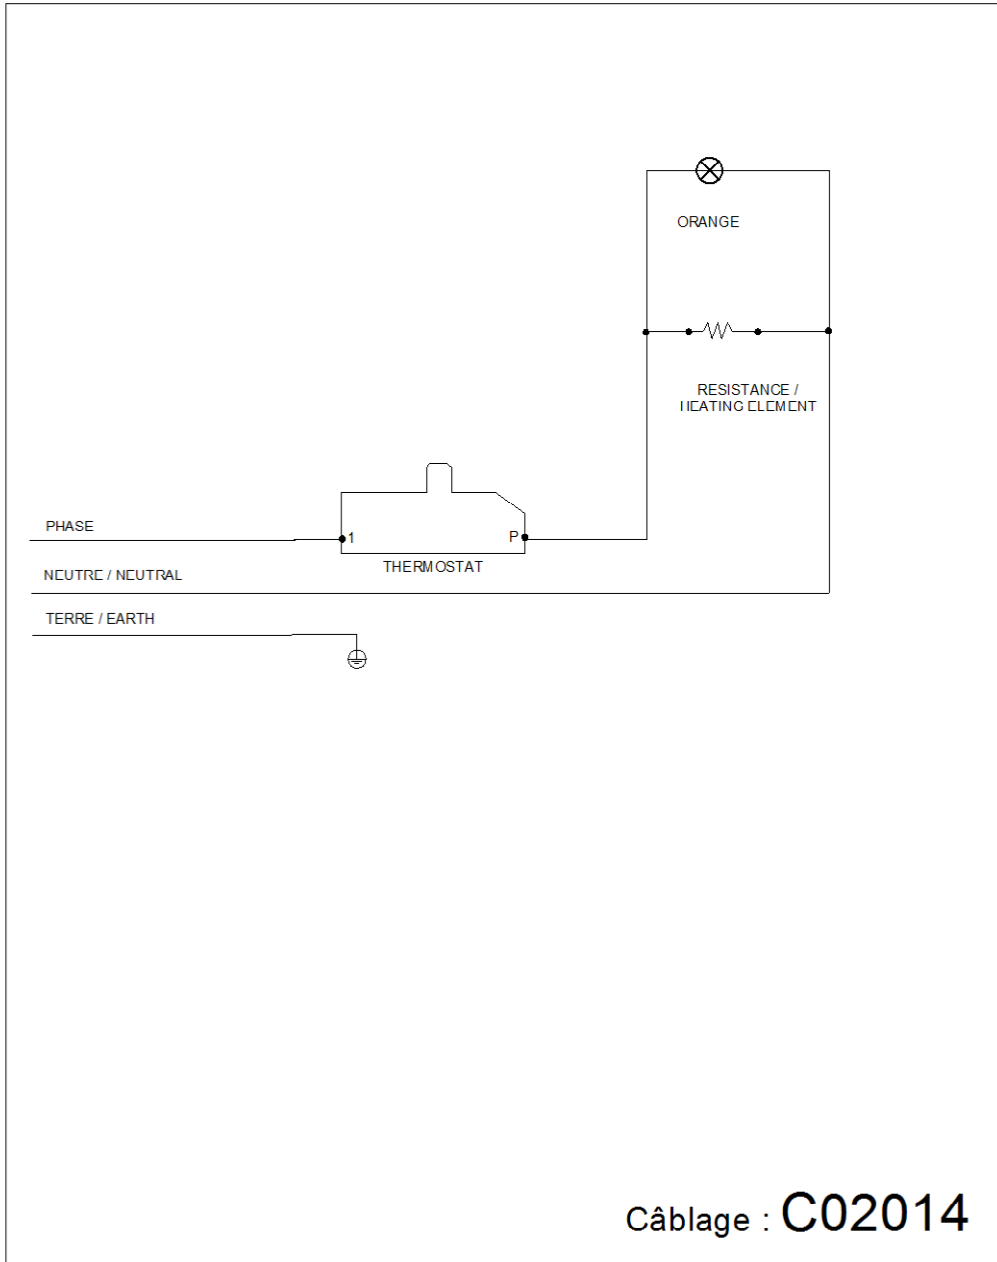 ORANGE
RESISTANCE /
HEATING ELEMENT
PHASE
1
P
THERMOSTAT
NEUTRE / NEUTRAL
TERRE / EARTH
Câblage : C02014